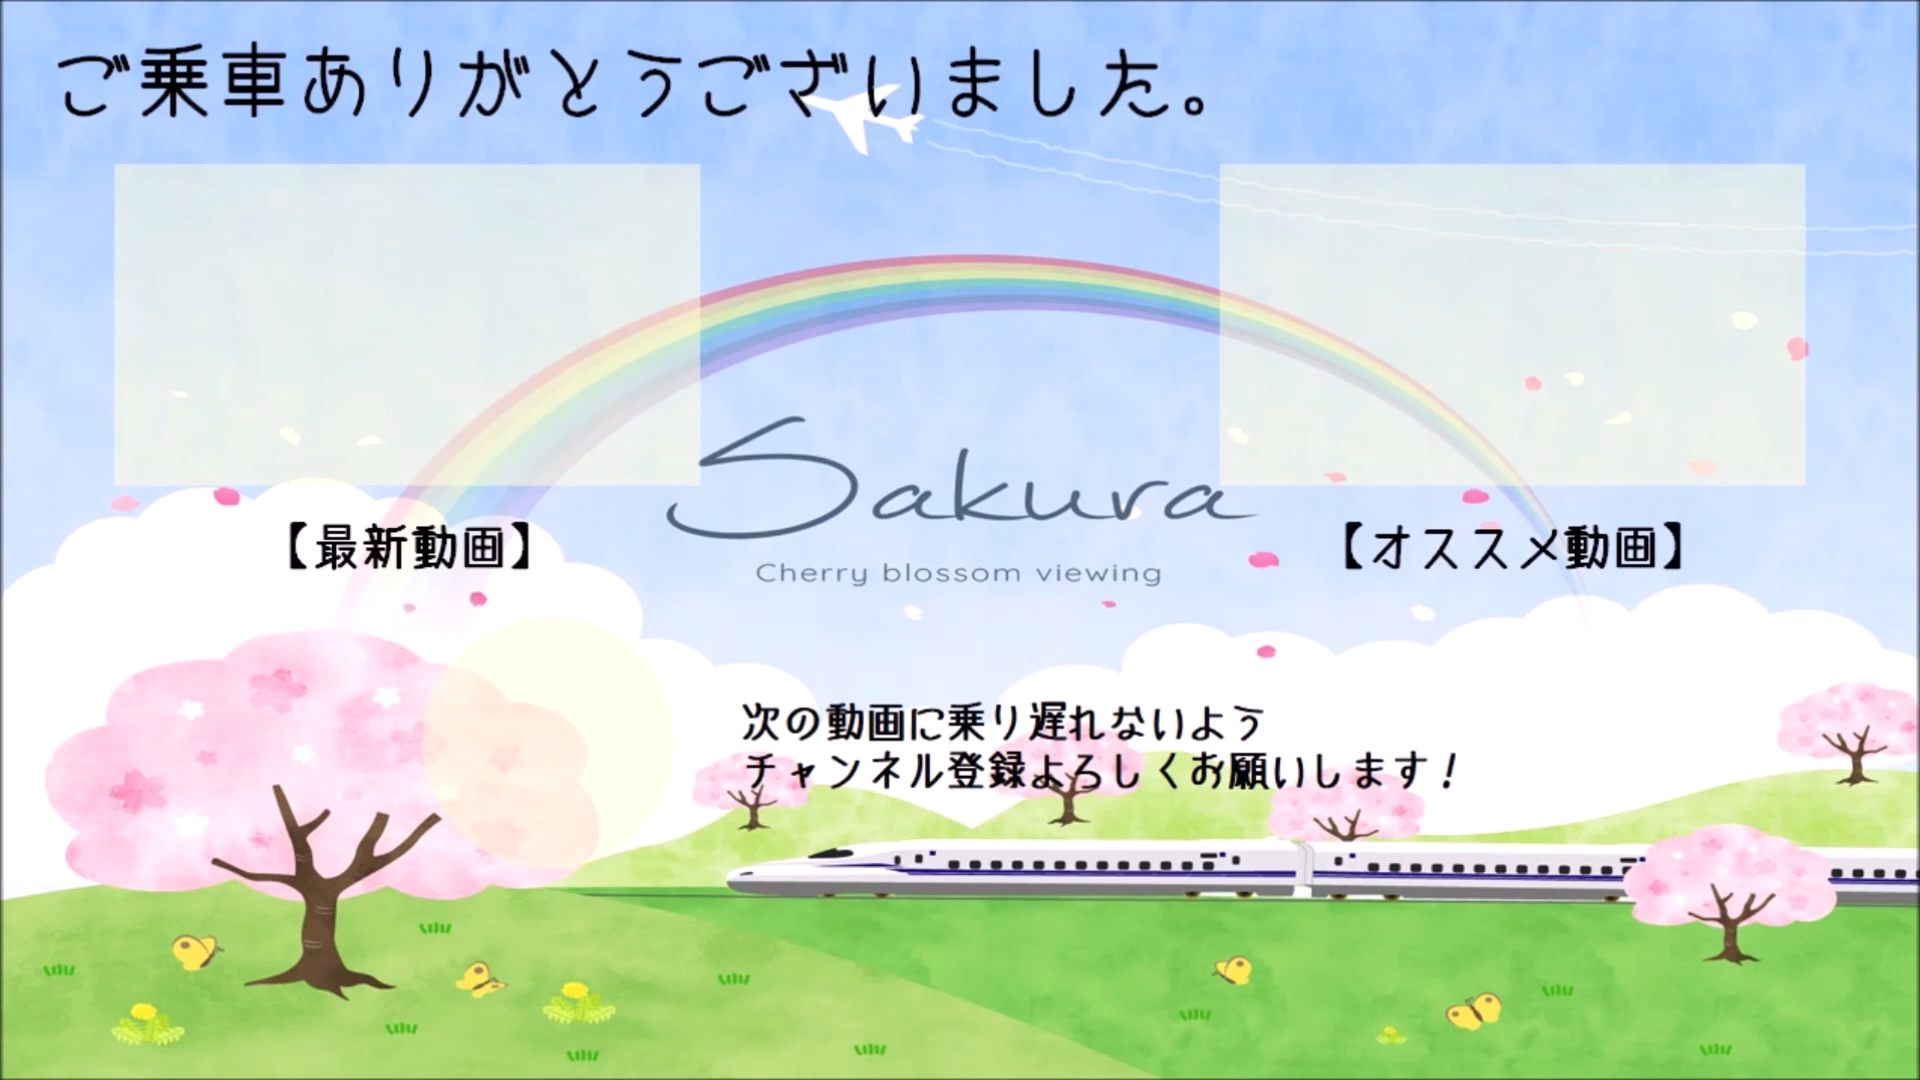 ご乗車ありがとうございました。
Sakura
Cherry blossom viewing
【最新動画】
【オススメ動画】
次の動画に乗り遅れないよう
チャンネル登録よろしくお願いします!